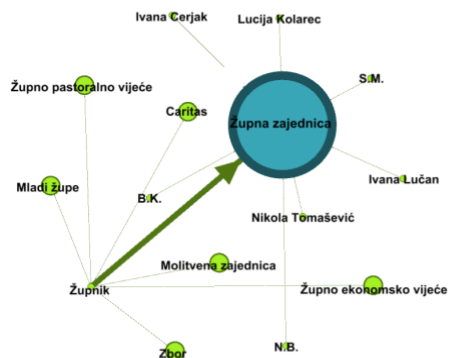 Ivana Cerjak
Lucija Kolarec
S.M.
Župno pastoralno vijeće
Caritas
Župna zajednica
Mladi župe
B.K.
Ivana Lučan
Nikola Tomašević
Molitvena zajednica
Župnik
Župno ekonomsko vijeće
Zbor
N.B.